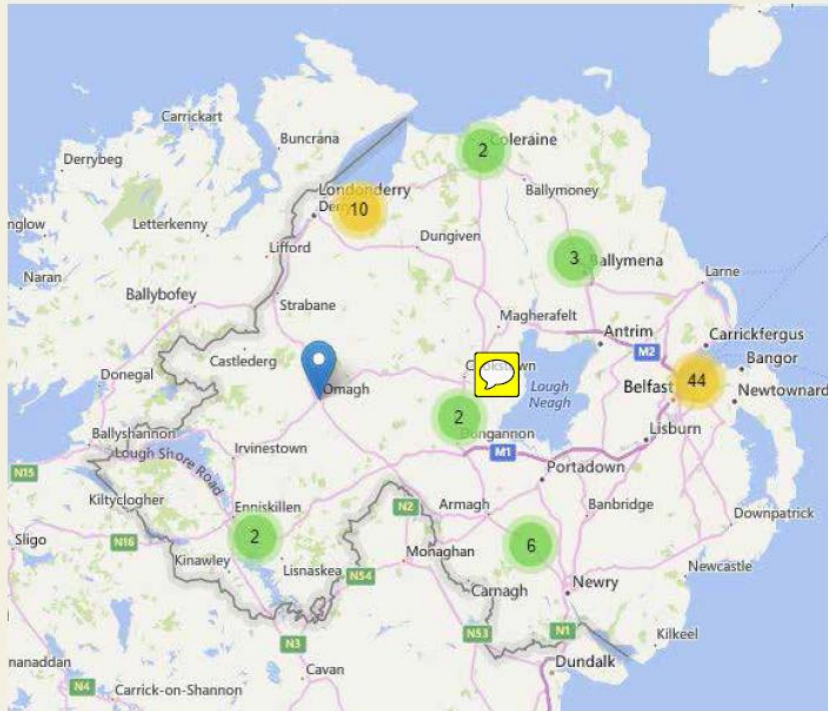 Carrickart
Buncrana
2
Coleraine
Derrybeg
Londonderry
10
Ballymoney
nglow
Letterkenny
Dungiven
Lifford
3
Ballymena
Naran
Larne
Ballybofey
Strabane
Magherafelt
Antrim
Carrickfergus
M2
Castlederg
Bangor
Donegal
Omagh
Lough
Neagh
Belfast
44
Newtownard
2
Ballyshannon
Dungannon
Lisburn
Lough Shore Road
Irvinestown
M1
N15
Portadown
Kiltyclogher
Enniskillen
N2
Armagh
Banbridge
Downpatrick
Sligo
N16
2
6
Monaghan
Kinawley
Lisnaskea
N54
Newcastle
Carnagh
Newry
N3
N53
N1
Kilkeel
nanaddan
Cavan
Dundalk
N4
Carrick-on-Shannon